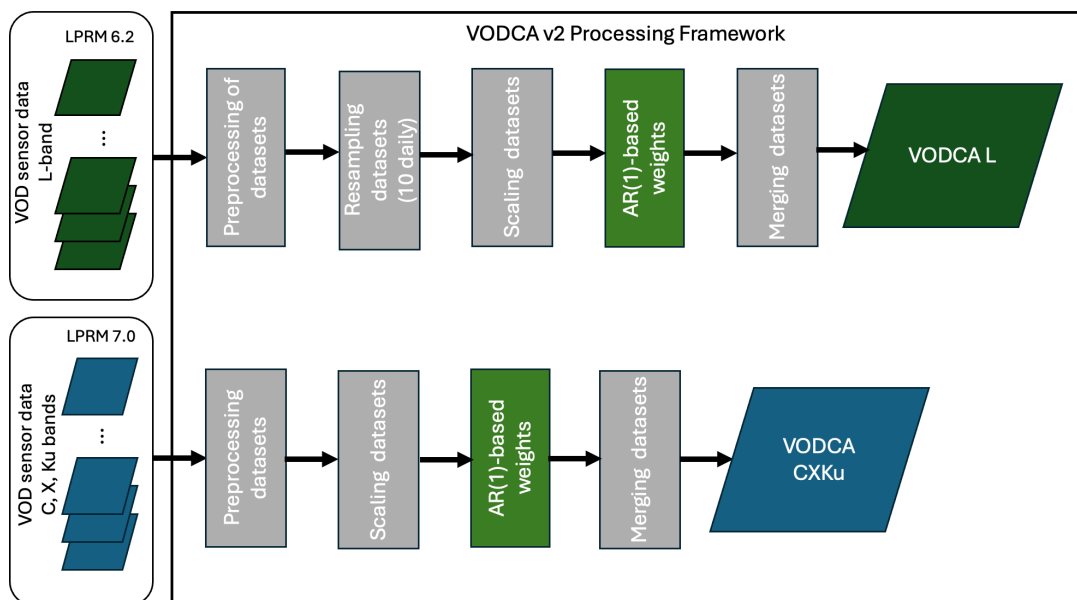 VODCA v2 Processing Framework
LPRM 6.2
VOD sensor data
L-band
...
Preprocessing of
datasets
Resampling
datasets
(10 daily)
Scaling datasets
AR(1)-based
weights
Merging datasets
VODCA L
LPRM 7.0
VOD sensor data
C, X, Ku bands
...
Preprocessing
datasets
Scaling datasets
AR(1)-based
weights
Merging datasets
VODCA
CXKu